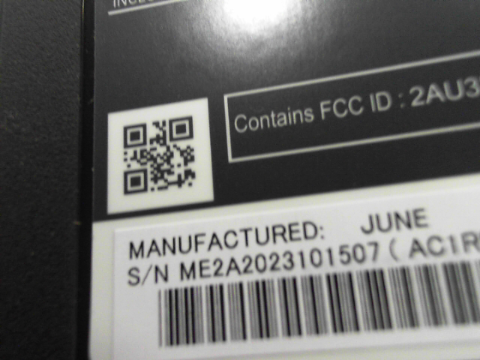 Contains FCC ID : 2AU3
MANUFACTURED: JUNE
S/N ME2A2023101507 ( AC1R